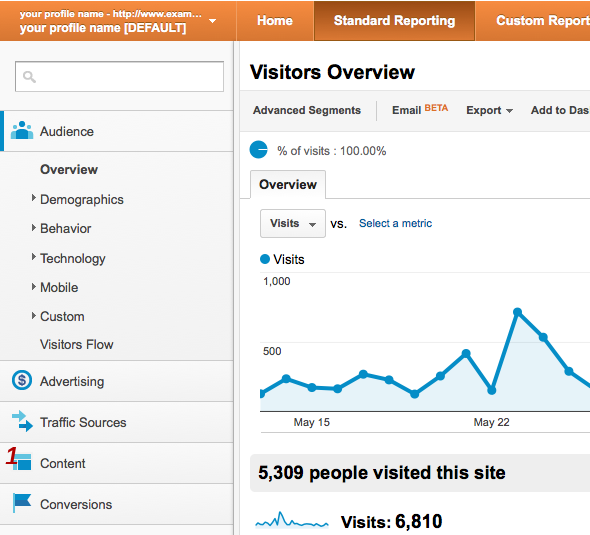 your profile name - http://www.exam...
your profile name [DEFAULT]
Home
Standard Reporting
Custom Report
Audience
Overview
Demographics
Behavior
Technology
Mobile
Custom
Visitors Flow
$ Advertising
Traffic Sources
1 Content
Conversions
Visitors Overview
Advanced Segments
Email BETA
Export
Add to Das
% of visits : 100.00%
Overview
Visits vs. Select a metric
Visits
1,000
500
May 15 May 22
5,309 people visited this site
Visits: 6,810